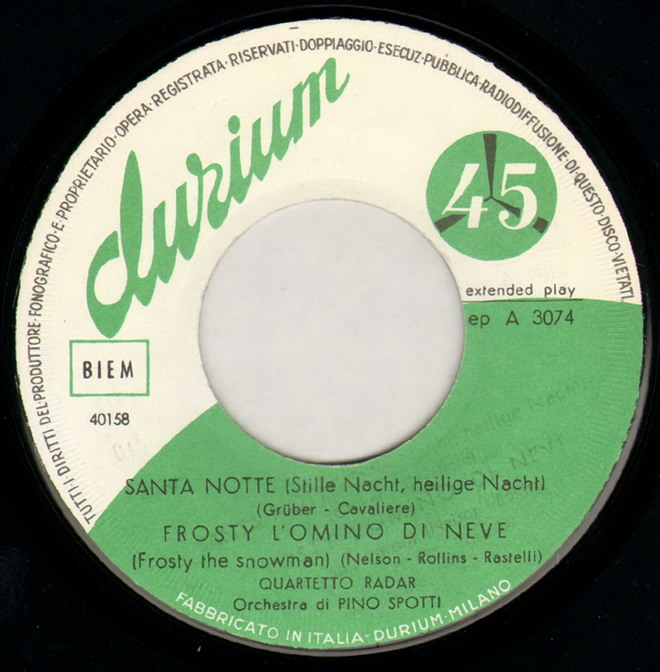 TUTTI·I·DIRITTI DEL·PRODUTTORE·FONOGRAFICO·E·PROPRIETARIO·OPERA·REGISTRATA·RISERVATI·DOPPIAGGIO·ESECUZ·PUBBLICA·RADIODIFFUSIONE·DI·QUESTO·DISCO·VIETATI
durium
45
extended play
ep A 3074
BIEM
40158
SANTA NOTTE (Stille Nacht, heilige Nacht)
(Grüber - Cavaliere)
FROSTY L'OMINO DI NEVE
(Frosty the snowman) (Nelson - Rollins - Rastelli)
QUARTETTO RADAR
Orchestra di PINO SPOTTI
FABBRICATO IN ITALIA - DURIUM - MILANO